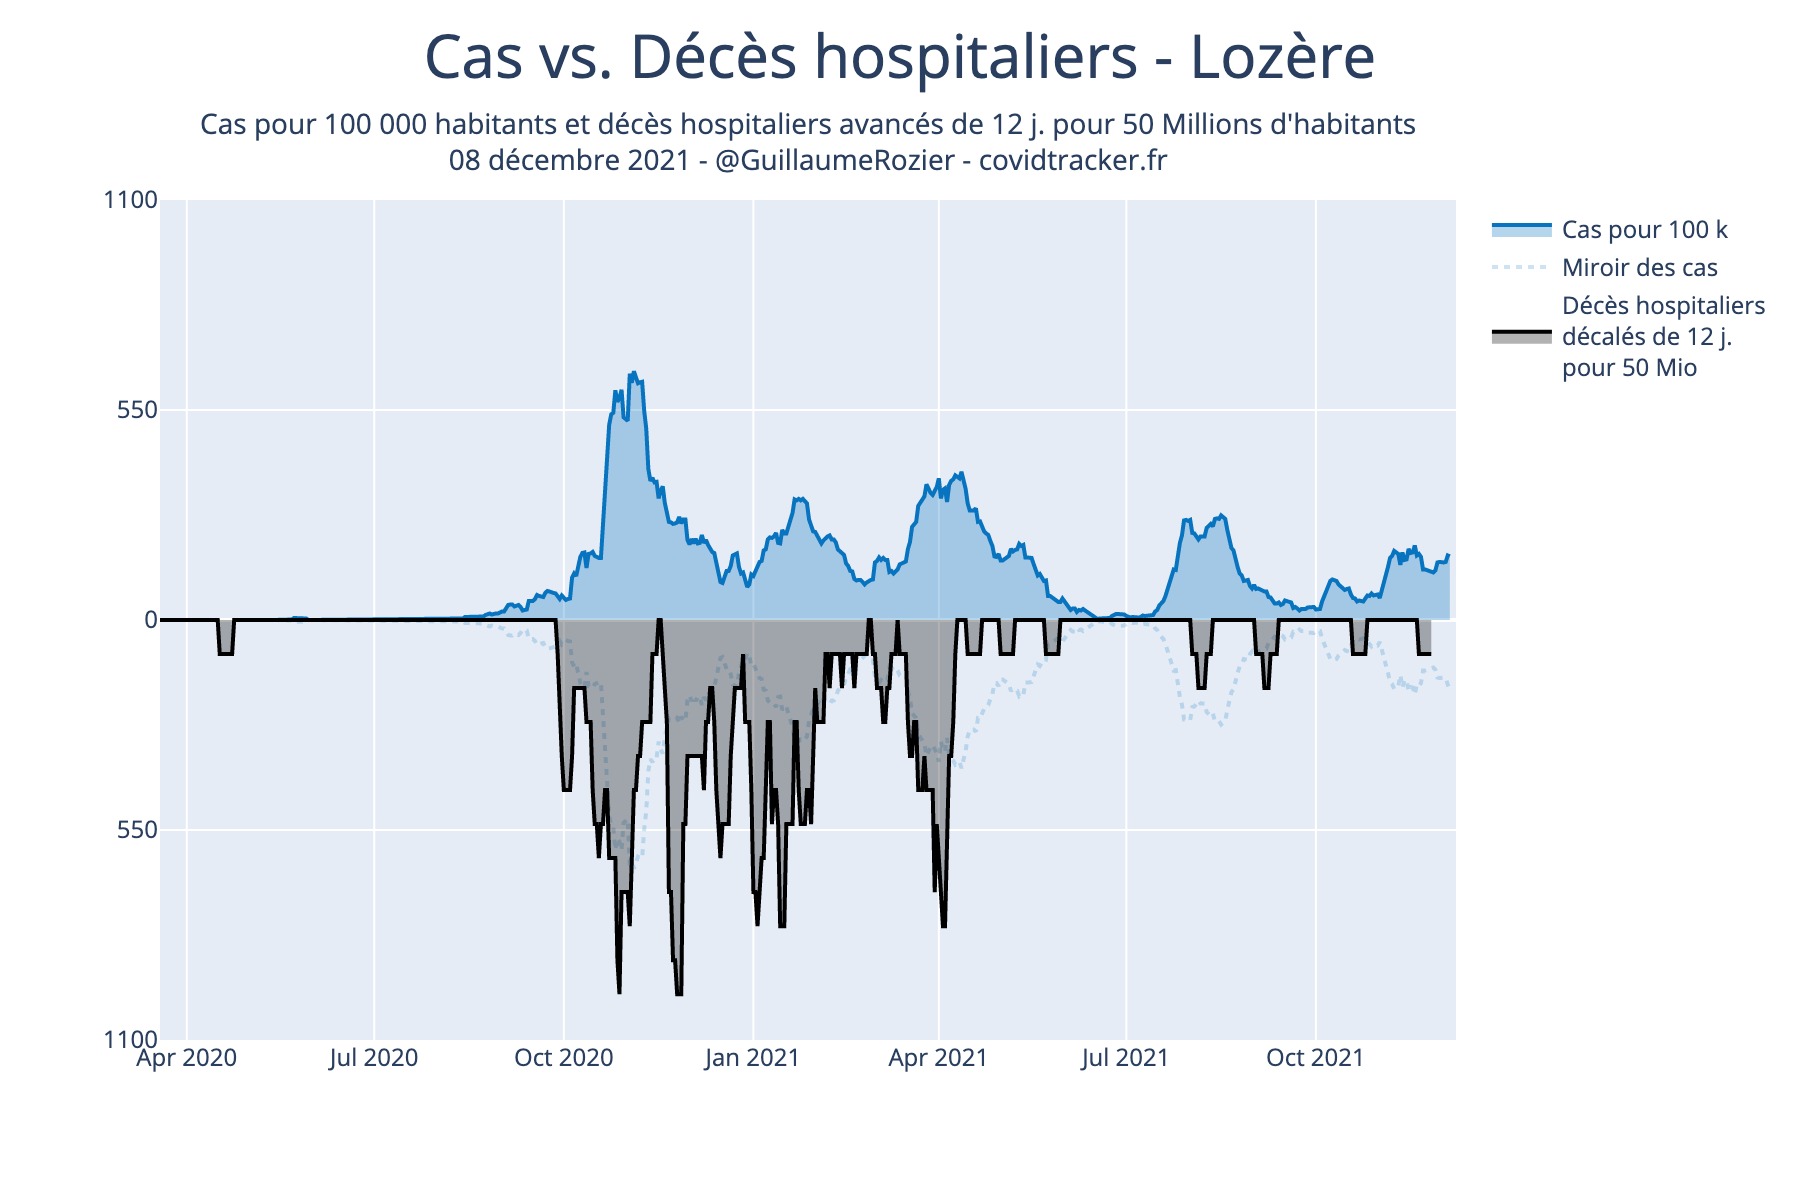 Cas vs. Décès hospitaliers - Lozère
Cas pour 100 000 habitants et décès hospitaliers avancés de 12 j. pour 50 Millions d'habitants
08 décembre 2021 - @GuillaumeRozier - covidtracker.fr
1100
550
0
550
1100
Apr 2020
Jul 2020
Oct 2020
Jan 2021
Apr 2021
Jul 2021
Oct 2021
Cas pour 100 k
Miroir des cas
Décès hospitaliers
décalés de 12 j.
pour 50 Mio